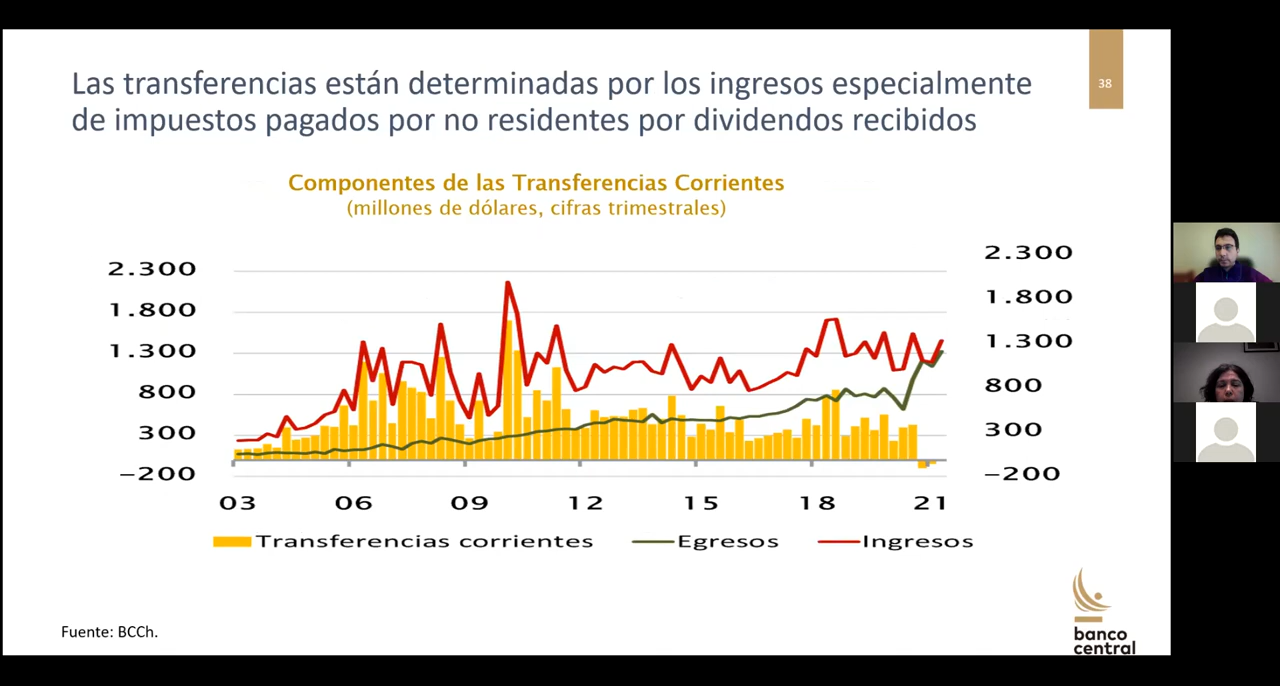 Las transferencias están determinadas por los ingresos especialmente
de impuestos pagados por no residentes por dividendos recibidos
38
Componentes de las Transferencias Corrientes
(millones de dólares, cifras trimestrales)
2.300
1.800
1.300
800
300
−200
2.300
1.800
1.300
800
300
−200
03 06 09 12 15 18 21
Transferencias corrientes Egresos Ingresos
Fuente: BCCh.
banco
central